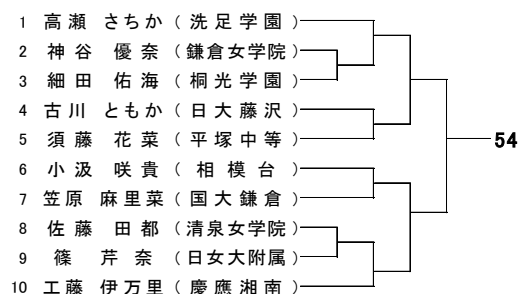 1 高瀬 さちか ( 洗足学園 )
2 神谷 優奈 ( 鎌倉女学院 )
3 細田 佑海 ( 桐光学園 )
4 古川 ともか ( 日大藤沢 )
5 須藤 花菜 ( 平塚中等 )
6 小汲 咲貴 ( 相模台 )
7 笠原 麻里菜 ( 国大鎌倉 )
8 佐藤 田都 ( 清泉女学院 )
9 篠 芹奈 ( 日女大附属 )
10 工藤 伊万里 ( 慶應湘南 )
54